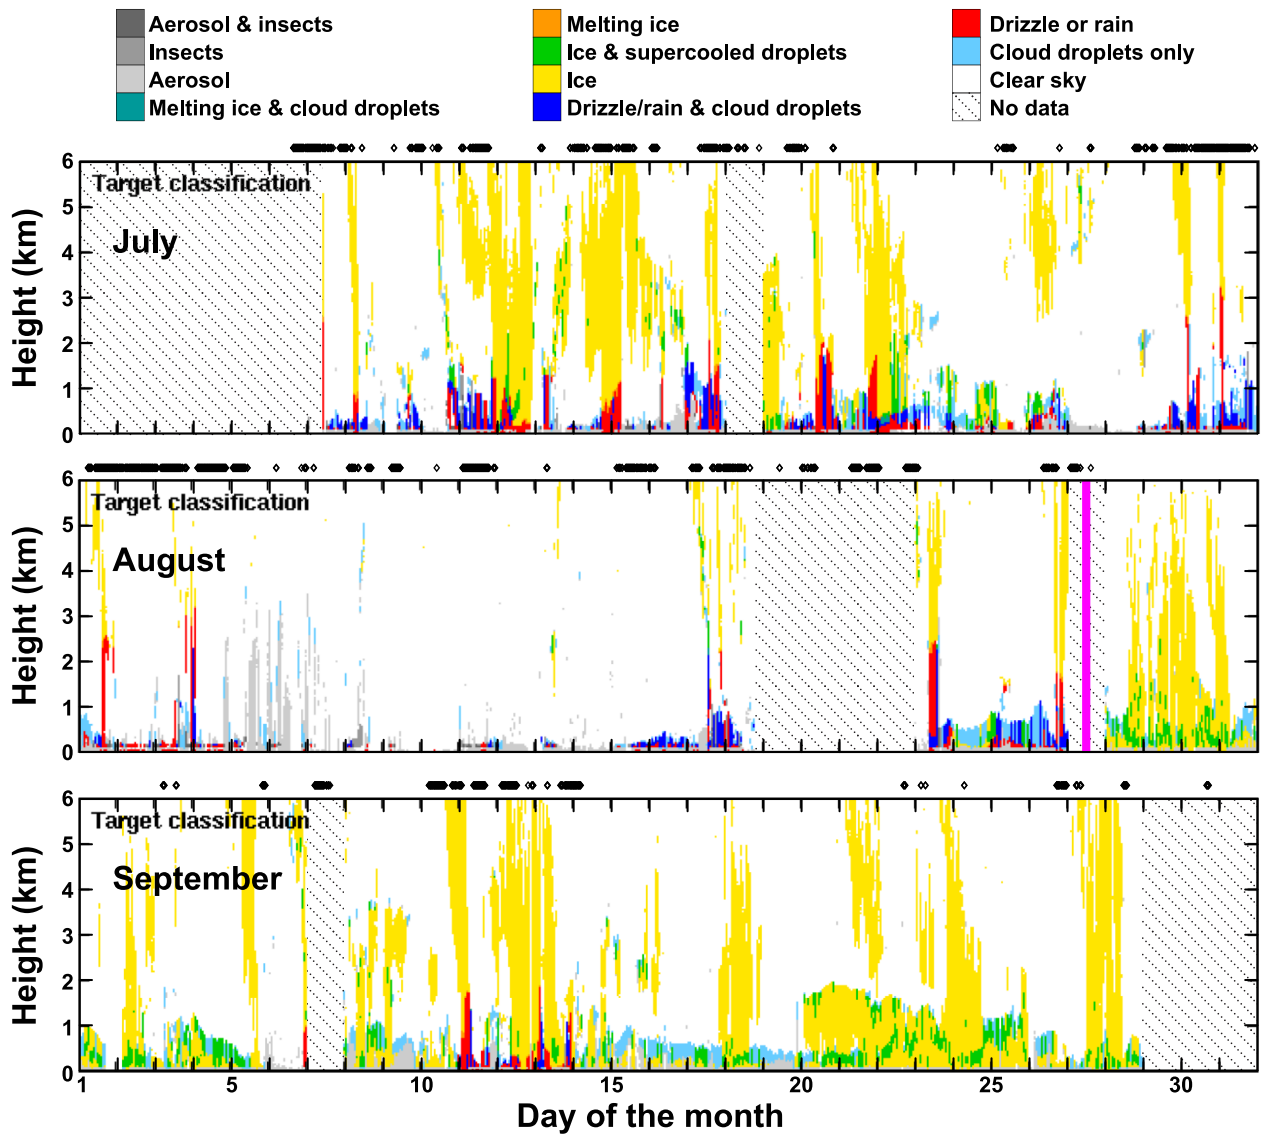 Aerosol & insects
Insects
Aerosol
Melting ice & cloud droplets
Melting ice
Ice & supercooled droplets
Ice
Drizzle/rain & cloud droplets
Drizzle or rain
Cloud droplets only
Clear sky
No data
Target classification
July
Height (km)
6
5
4
3
2
1
0
Target classification
August
Height (km)
6
5
4
3
2
1
0
Target classification
September
Height (km)
6
5
4
3
2
1
0
1 5 10 15 20 25 30
Day of the month